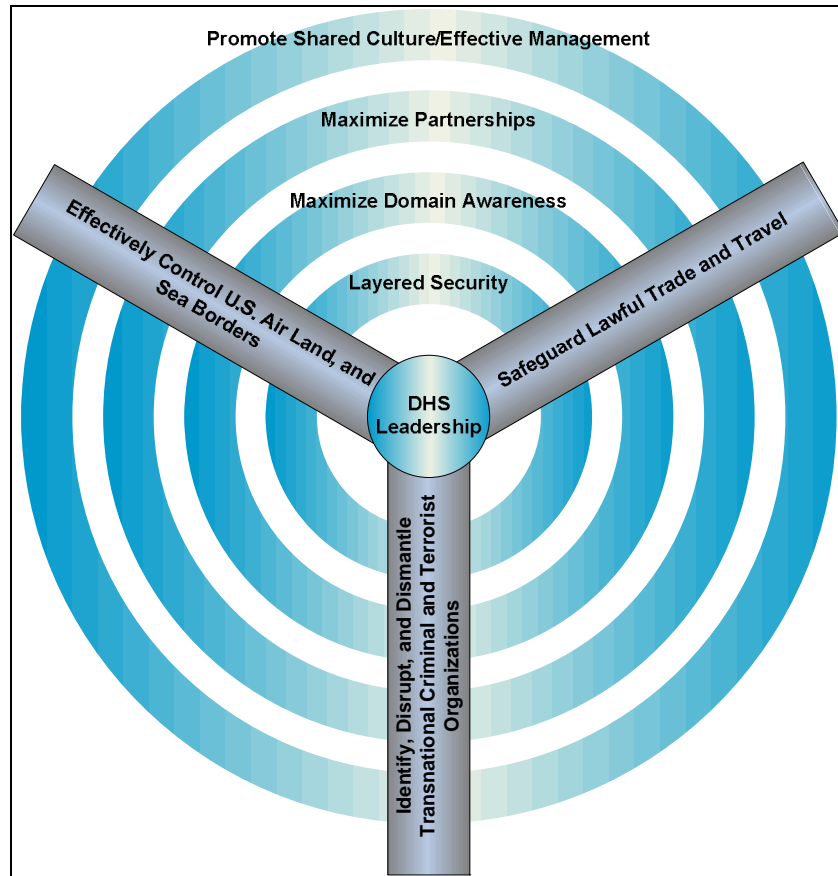 Promote Shared Culture/Effective Management
Maximize Partnerships
Maximize Domain Awareness
Layered Security
Effectively Control U.S. Air Land, and
Sea Borders
Safeguard Lawful Trade and Travel
DHS
Leadership
Identify, Disrupt, and Dismantle
Transnational Criminal and Terrorist
Organizations